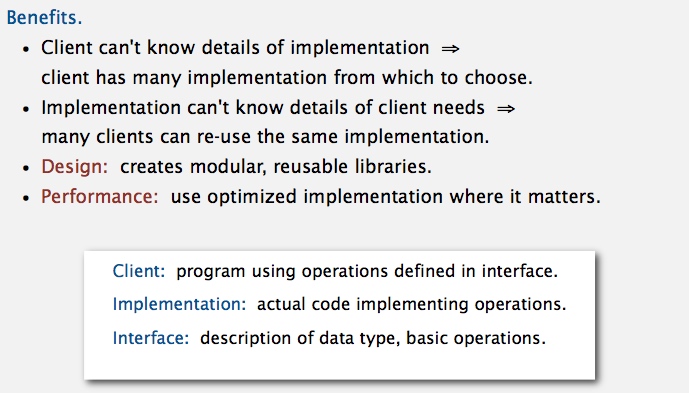 Benefits.
• Client can't know details of implementation ⇒
client has many implementation from which to choose.
• Implementation can't know details of client needs ⇒
many clients can re-use the same implementation.
• Design: creates modular, reusable libraries.
• Performance: use optimized implementation where it matters.
Client: program using operations defined in interface.
Implementation: actual code implementing operations.
Interface: description of data type, basic operations.